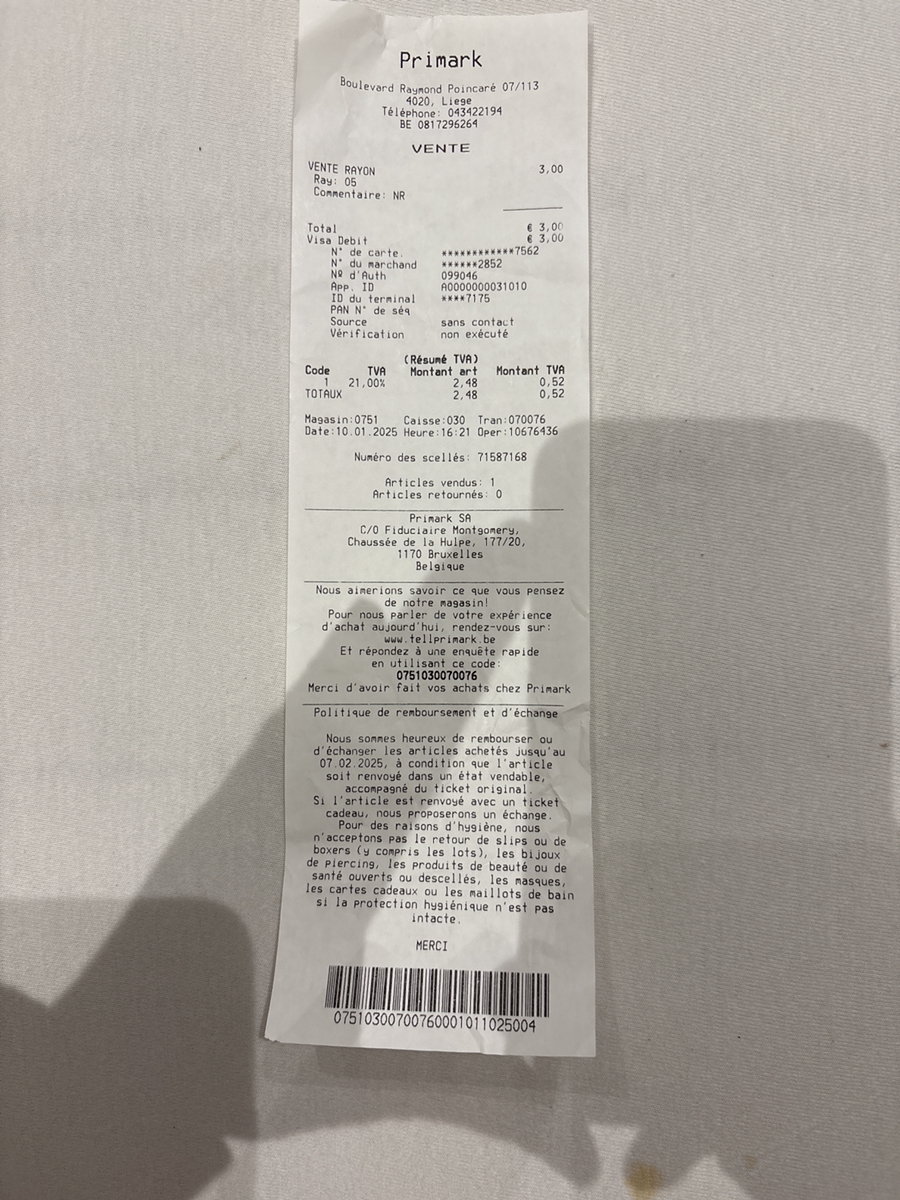 Primark
Boulevard Raymond Poincaré 07/113
4020, Liege
Téléphone: 043422194
BE 0817296264
VENTE
VENTE RAYON 3,00
Ray: 05
Commentaire: NR
Total € 3,00
Visa Debit € 3,00
N° de carte. ************7562
N° du marchand ******2852
Nº d'Auth 099046
App. ID A0000000031010
ID du terminal ****7175
PAN N° de séq
Source sans contact
Vérification non exécuté
(Résumé TVA)
Code TVA Montant art Montant TVA
1 21,00% 2,48 0,52
TOTAUX 2,48 0,52
Magasin:0751 Caisse:030 Tran:070076
Date:10.01.2025 Heure:16:21 Oper:10676436
Numéro des scellés: 71587168
Articles vendus: 1
Articles retournés: 0
Primark SA
C/O Fiduciaire Montgomery,
Chaussée de la Hulpe, 177/20,
1170 Bruxelles
Belgique
Nous aimerions savoir ce que vous pensez
de notre magasin!
Pour nous parler de votre expérience
d'achat aujourd'hui, rendez-vous sur:
www.tellprimark.be
Et répondez à une enquête rapide
en utilisant ce code:
0751030070076
Merci d'avoir fait vos achats chez Primark
Politique de remboursement et d'échange
Nous sommes heureux de rembourser ou
d'échanger les articles achetés jusqu'au
07.02.2025, à condition que l'article
soit renvoyé dans un état vendable,
accompagné du ticket original.
Si l'article est renvoyé avec un ticket
cadeau, nous proposerons un échange.
Pour des raisons d'hygiène, nous
n'acceptons pas le retour de slips ou de
boxers (y compris les lots), les bijoux
de piercing, les produits de beauté ou de
santé ouverts ou descellés, les masques,
les cartes cadeaux ou les maillots de bain
si la protection hygiénique n'est pas
intacte.
MERCI
07510300700760001011025004